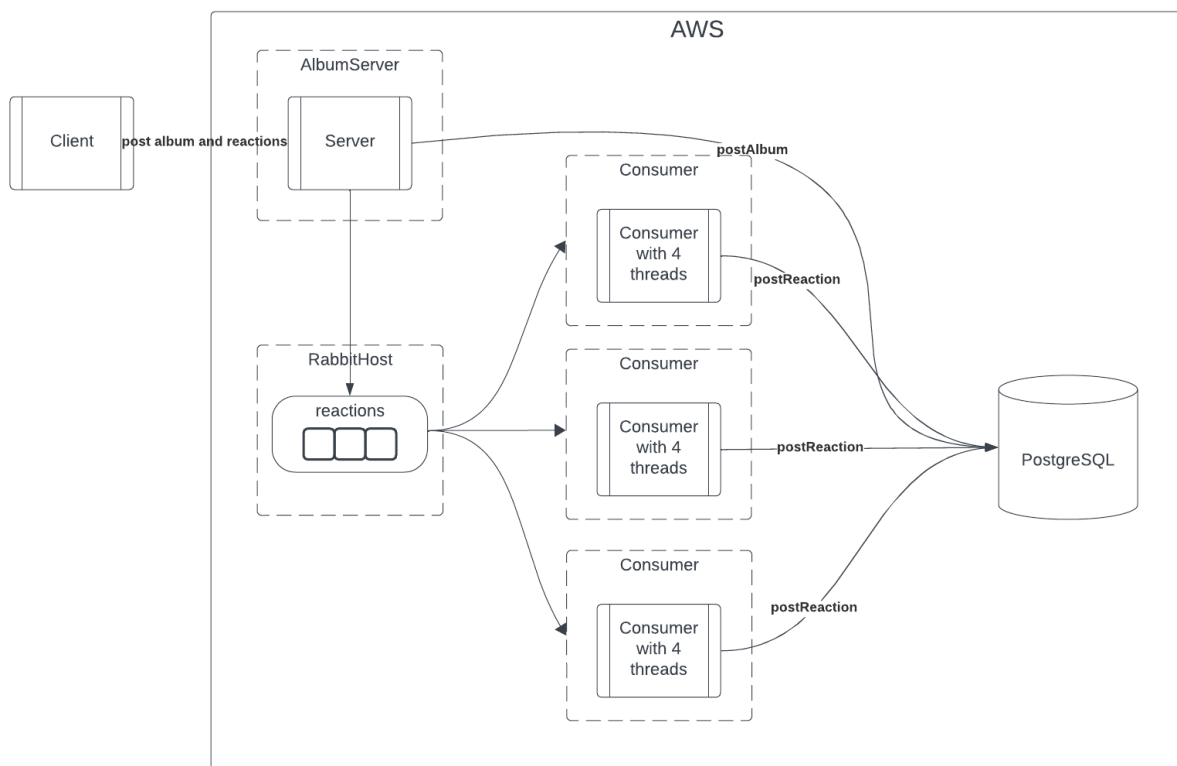 AWS
AlbumServer
Client
post album and reactions
Server
postAlbum
Consumer
Consumer
with 4
threads
postReaction
RabbitHost
reactions
Consumer
Consumer
with 4
threads
postReaction
PostgreSQL
Consumer
Consumer
with 4
threads
postReaction